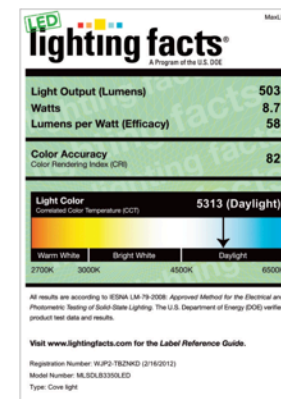 MaxLi
LED
lighting facts®
A Program of the U.S. DOE
Light Output (Lumens) 503
Watts 8.7
Lumens per Watt (Efficacy) 58
Color Accuracy 82
Color Rendering Index (CRI)
Light Color 5313 (Daylight)
Correlated Color Temperature (CCT)
Warm White Bright White Daylight
2700K 3000K 4500K 6500K
All results are according to IESNA LM-79-2008: Approved Method for the Electrical and
Photometric Testing of Solid-State Lighting. The U.S. Department of Energy (DOE) verifie
product test data and results.
Visit www.lightingfacts.com for the Label Reference Guide.
Registration Number: WJP2-TBZNKD (2/16/2012)
Model Number: MLSDLB3350LED
Type: Cove light